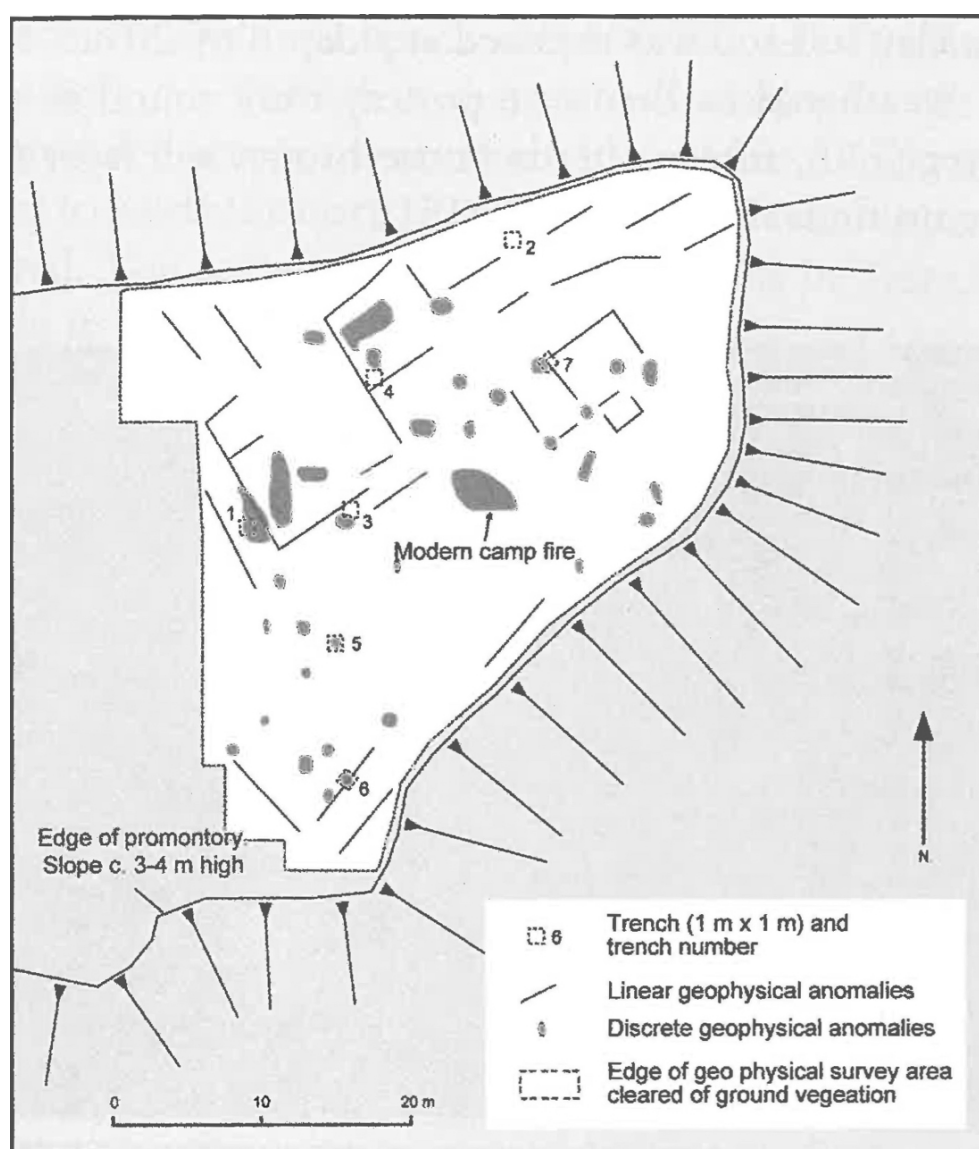 2
7
4
1
3
Modern camp fire
5
6
Edge of promontory.
Slope c. 3-4 m high
N
6 Trench (1 m x 1 m) and
trench number
Linear geophysical anomalies
Discrete geophysical anomalies
Edge of geo physical survey area
cleared of ground vegeation
0 10 20 m